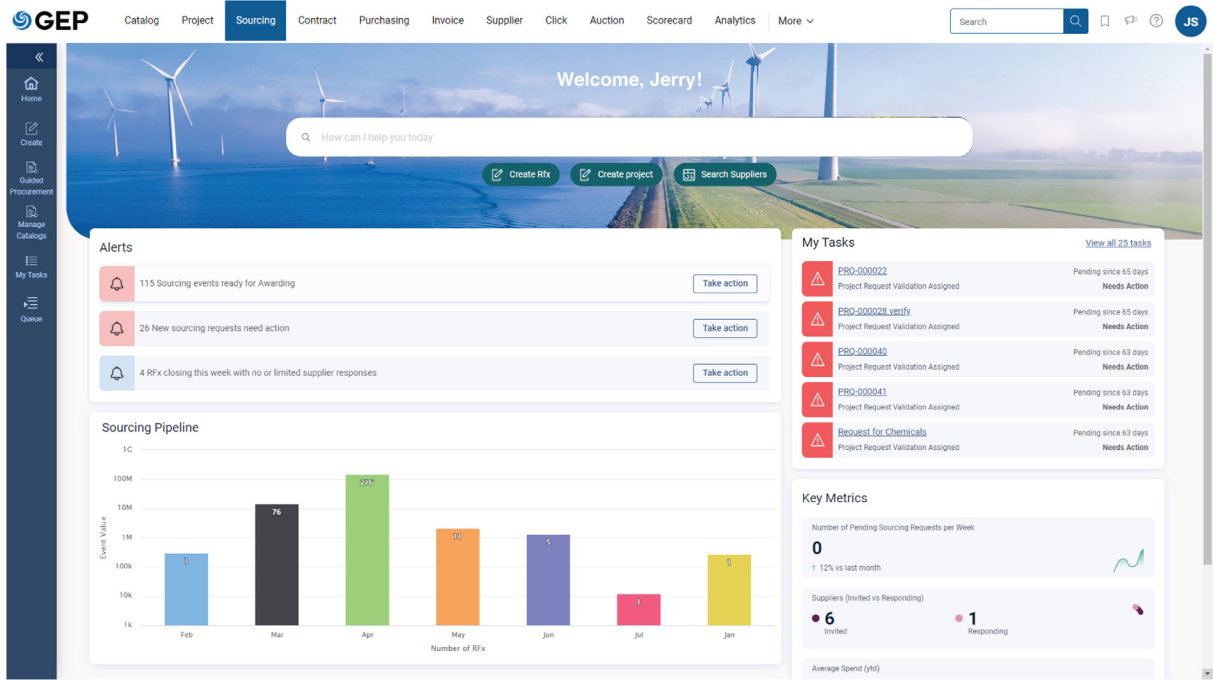 GEP
Catalog Project Sourcing Contract Purchasing Invoice Supplier Click Auction Scorecard Analytics More
Search
JS
Home
Create
Guided
Procurement
Manage
Catalogs
My Tasks
Queue
Welcome, Jerry!
How can I help you today
Create Rfx Create project Search Suppliers
Alerts
115 Sourcing events ready for Awarding Take action
26 New sourcing requests need action Take action
4 RFx closing this week with no or limited supplier responses Take action
Sourcing Pipeline
1G
100M
10M
1M
100k
10k
1k
Event Value
1
76
276
11
5
1
1
Feb Mar Apr May Jun Jul Jan
Number of RFx
My Tasks View all 25 tasks
PRQ-000022 Pending since 65 days
Project Request Validation Assigned Needs Action
PRQ-000028 verify Pending since 65 days
Project Request Validation Assigned Needs Action
PRQ-000040 Pending since 63 days
Project Request Validation Assigned Needs Action
PRQ-000041 Pending since 63 days
Project Request Validation Assigned Needs Action
Request for Chemicals Pending since 63 days
Project Request Validation Assigned Needs Action
Key Metrics
Number of Pending Sourcing Requests per Week
0
↑ 12% vs last month
Suppliers (Invited vs Responding)
6 1
Invited Responding
Average Spend (ytd)